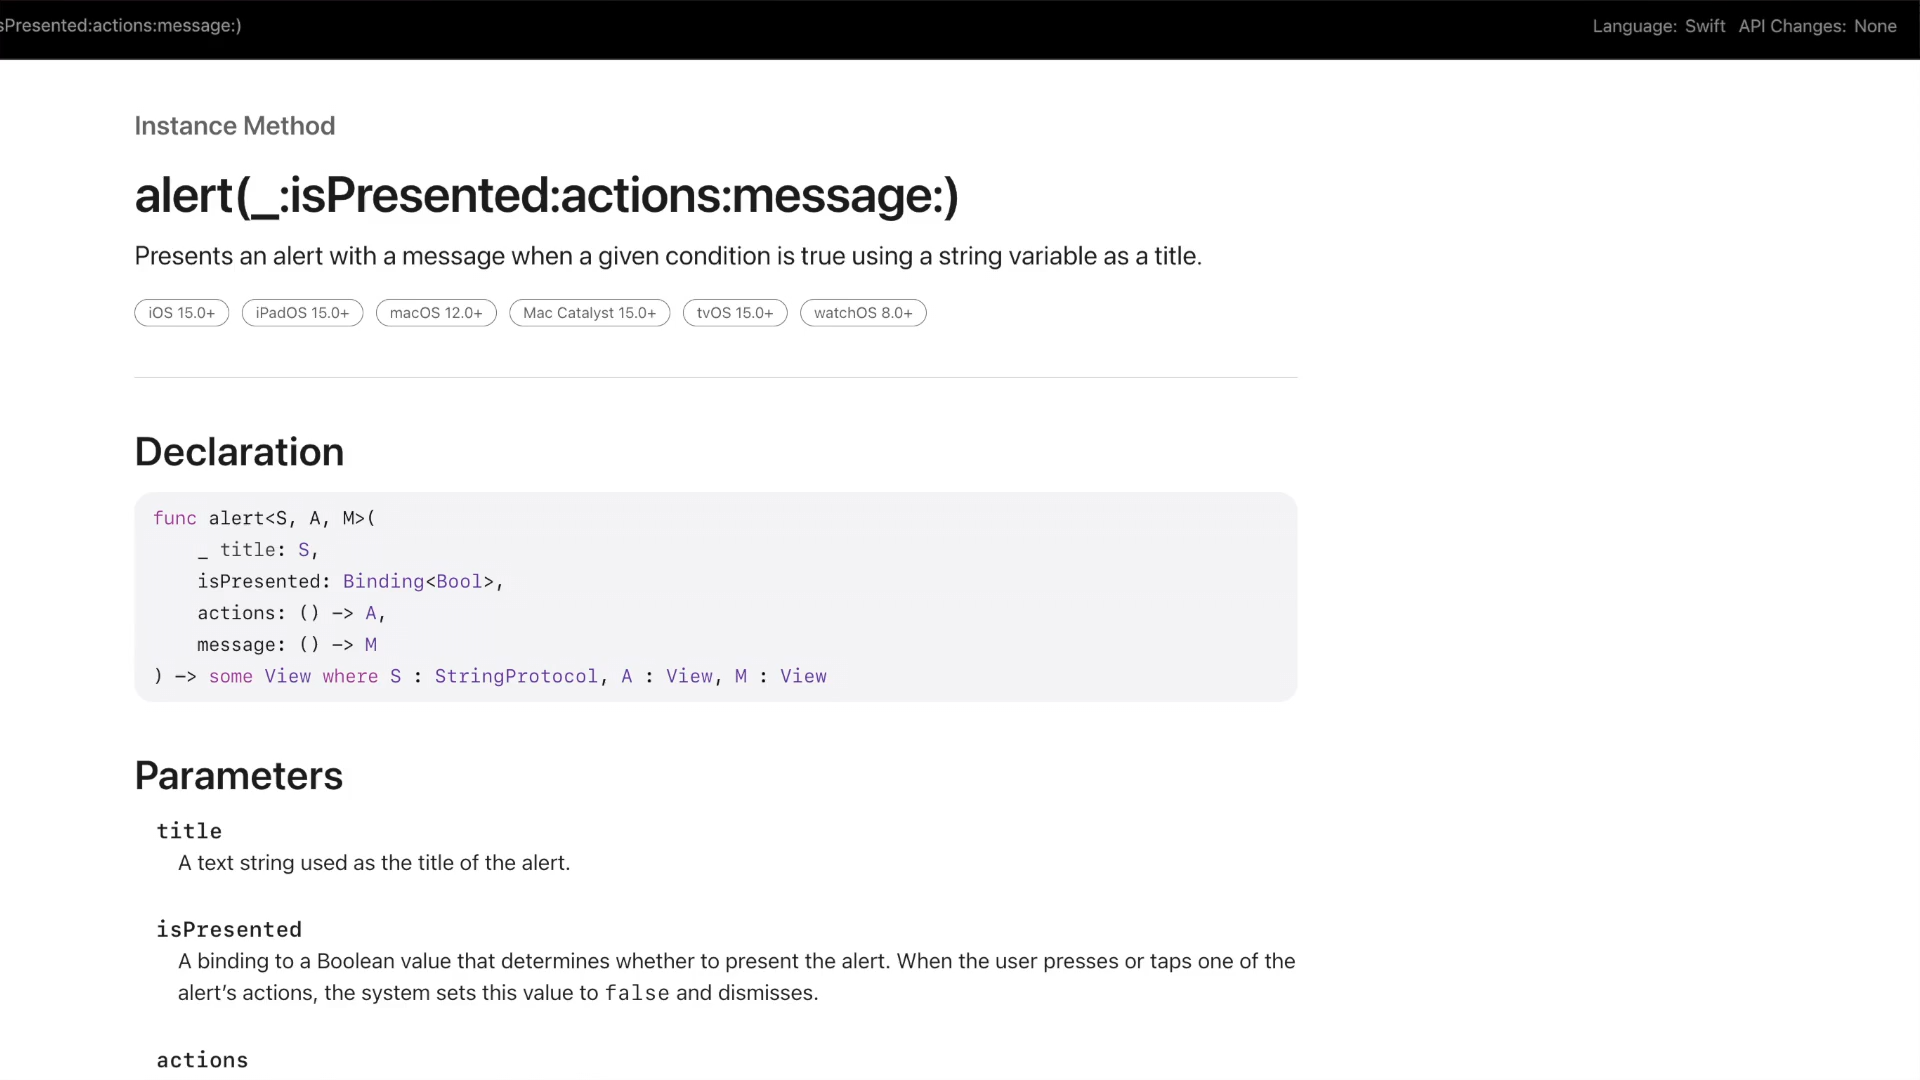 sPresented:actions:message:)
Language: Swift API Changes: None
Instance Method
alert(_:isPresented:actions:message:)
Presents an alert with a message when a given condition is true using a string variable as a title.
iOS 15.0+ iPadOS 15.0+ macOS 12.0+ Mac Catalyst 15.0+ tvOS 15.0+ watchOS 8.0+
Declaration
func alert<S, A, M>(
_ title: S,
isPresented: Binding<Bool>,
actions: () -> A,
message: () -> M
) -> some View where S : StringProtocol, A : View, M : View
Parameters
title
A text string used as the title of the alert.
isPresented
A binding to a Boolean value that determines whether to present the alert. When the user presses or taps one of the
alert’s actions, the system sets this value to false and dismisses.
actions